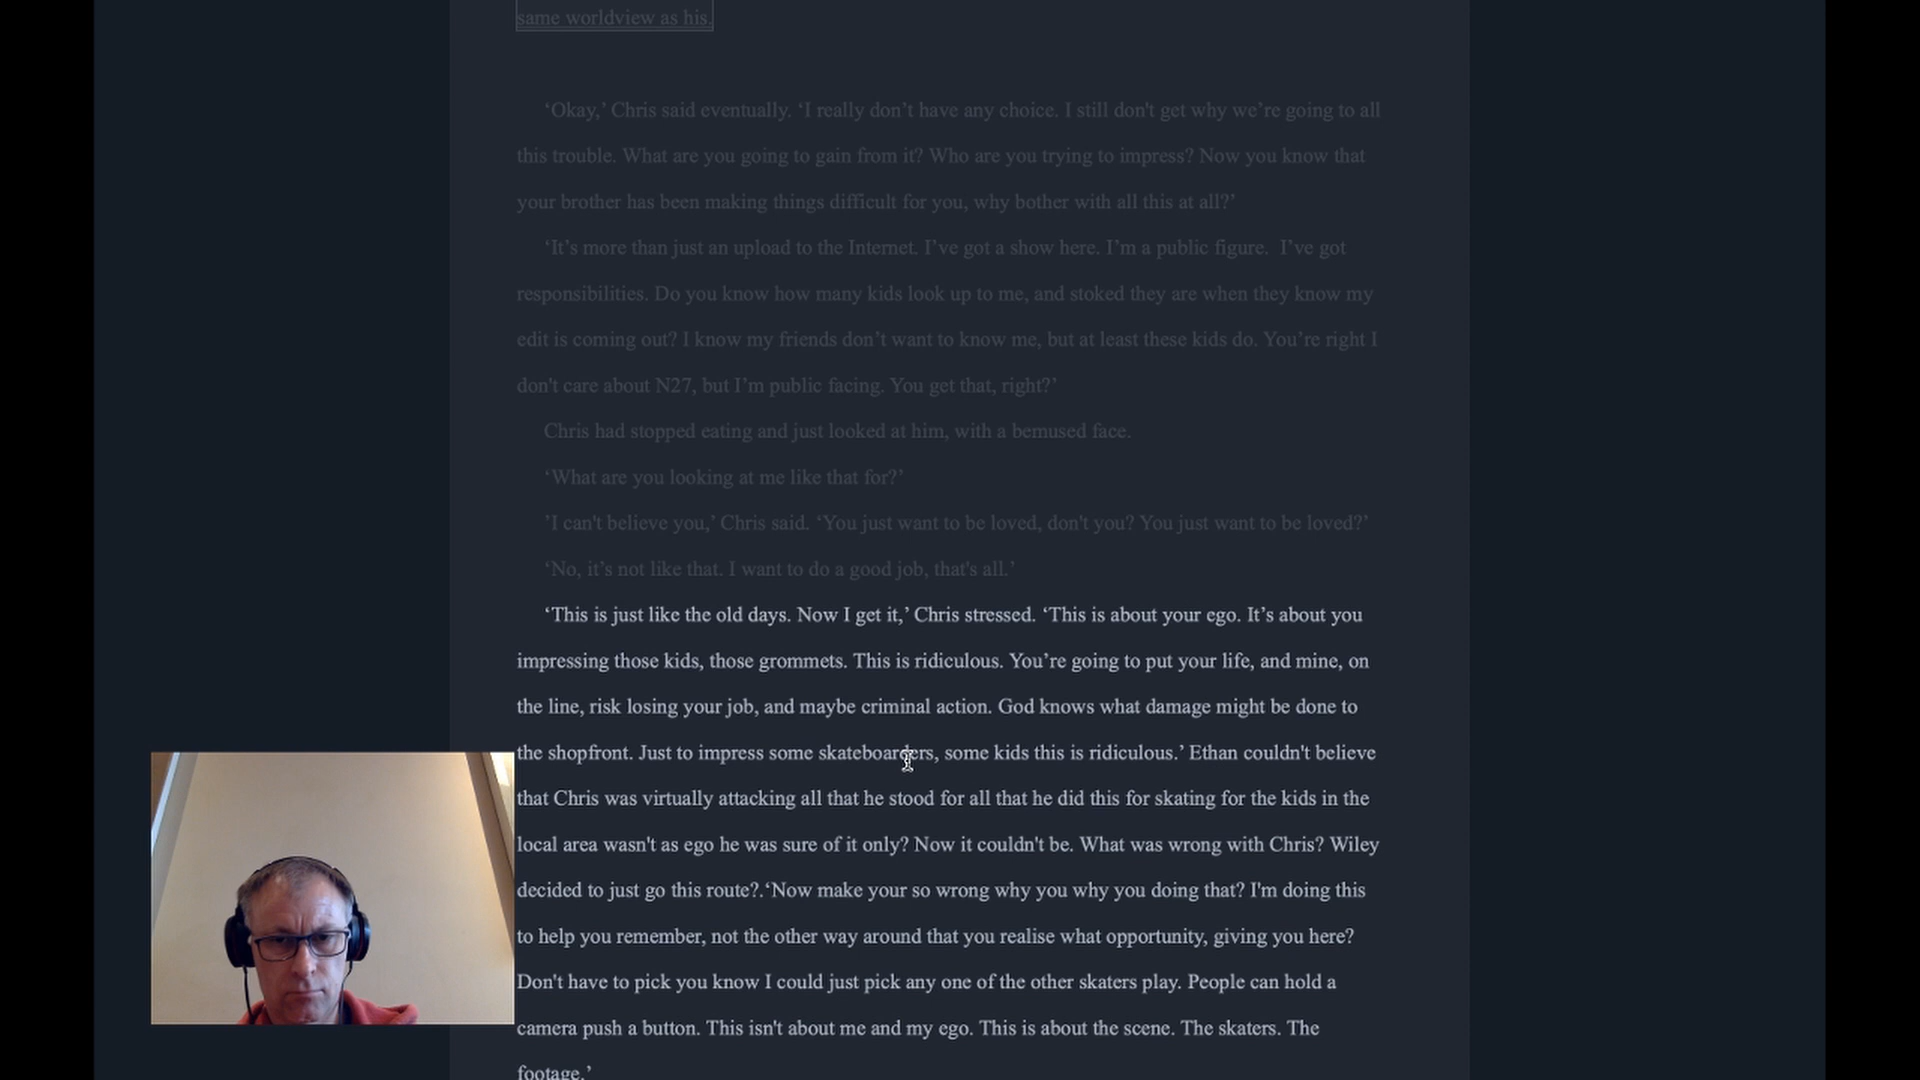 same worldview as his.
‘Okay,’ Chris said eventually. ‘I really don’t have any choice. I still don't get why we’re going to all
this trouble. What are you going to gain from it? Who are you trying to impress? Now you know that
your brother has been making things difficult for you, why bother with all this at all?’
‘It’s more than just an upload to the Internet. I’ve got a show here. I’m a public figure.  I’ve got
responsibilities. Do you know how many kids look up to me, and stoked they are when they know my
edit is coming out? I know my friends don’t want to know me, but at least these kids do. You’re right I
don't care about N27, but I’m public facing. You get that, right?’
Chris had stopped eating and just looked at him, with a bemused face.
‘What are you looking at me like that for?’
’I can't believe you,’ Chris said. ‘You just want to be loved, don't you? You just want to be loved?’
‘No, it’s not like that. I want to do a good job, that's all.’
‘This is just like the old days. Now I get it,’ Chris stressed. ‘This is about your ego. It’s about you
impressing those kids, those grommets. This is ridiculous. You’re going to put your life, and mine, on
the line, risk losing your job, and maybe criminal action. God knows what damage might be done to
the shopfront. Just to impress some skateboarders, some kids this is ridiculous.’ Ethan couldn't believe
that Chris was virtually attacking all that he stood for all that he did this for skating for the kids in the
local area wasn't as ego he was sure of it only? Now it couldn't be. What was wrong with Chris? Wiley
decided to just go this route?.‘Now make your so wrong why you why you doing that? I'm doing this
to help you remember, not the other way around that you realise what opportunity, giving you here?
Don't have to pick you know I could just pick any one of the other skaters play. People can hold a
camera push a button. This isn't about me and my ego. This is about the scene. The skaters. The
footage.’